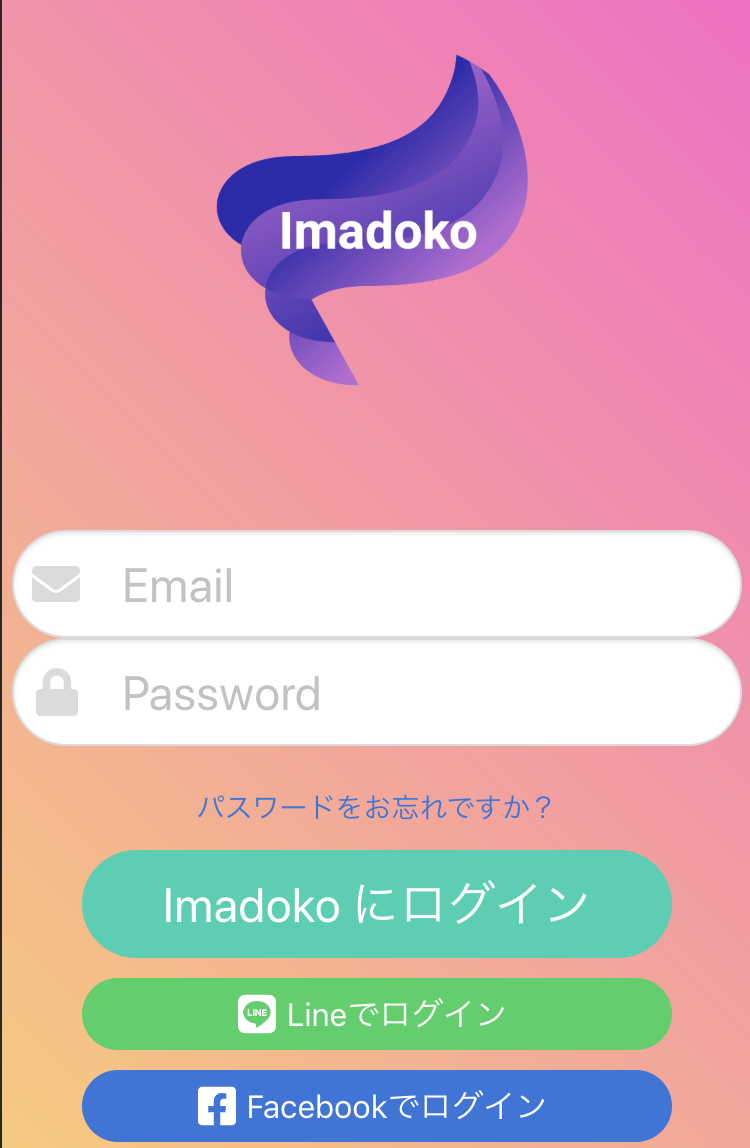 Imadoko
Email
Password
パスワードをお忘れですか？
Imadoko にログイン
LINE Lineでログイン
Facebookでログイン